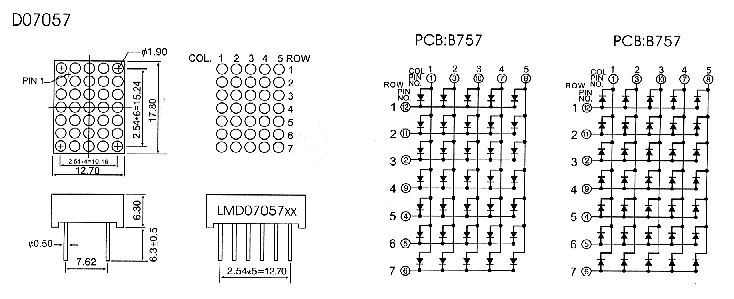 D07057
PCB:B757
PCB:B757
φ1.90
PIN 1
2.54*6=15.24
17.80
2.54*4=10.16
12.70
COL. 1 2 3 4 5 ROW
1
2
3
4
5
6
7
6.30
6.3±0.5
φ0.50
7.62
LMD07057xx
2.54*5=12.70
COL. 1 2 3 4 5
PIN NO. 1 3 10 7 8
ROW PIN NO.
1 12
2 11
3 2
4 9
5 4
6 5
7 6
COL. 1 2 3 4 5
PIN NO. 1 3 10 7 8
ROW PIN NO.
1 12
2 11
3 2
4 9
5 4
6 5
7 6